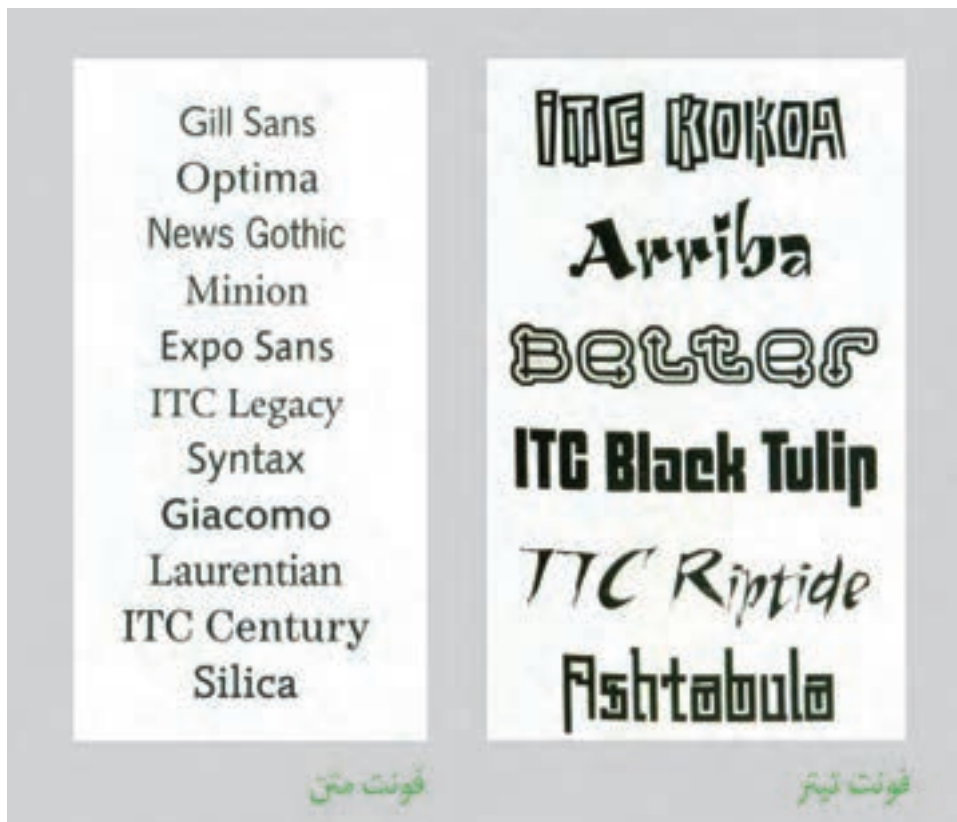 Gill Sans
Optima
News Gothic
Minion
Expo Sans
ITC Legacy
Syntax
Giacomo
Laurentian
ITC Century
Silica
فونت متن
ITC KOKOA
Arriba
Better
ITC Black Tulip
ITC Riptide
Ashtabula
فونت تیتر